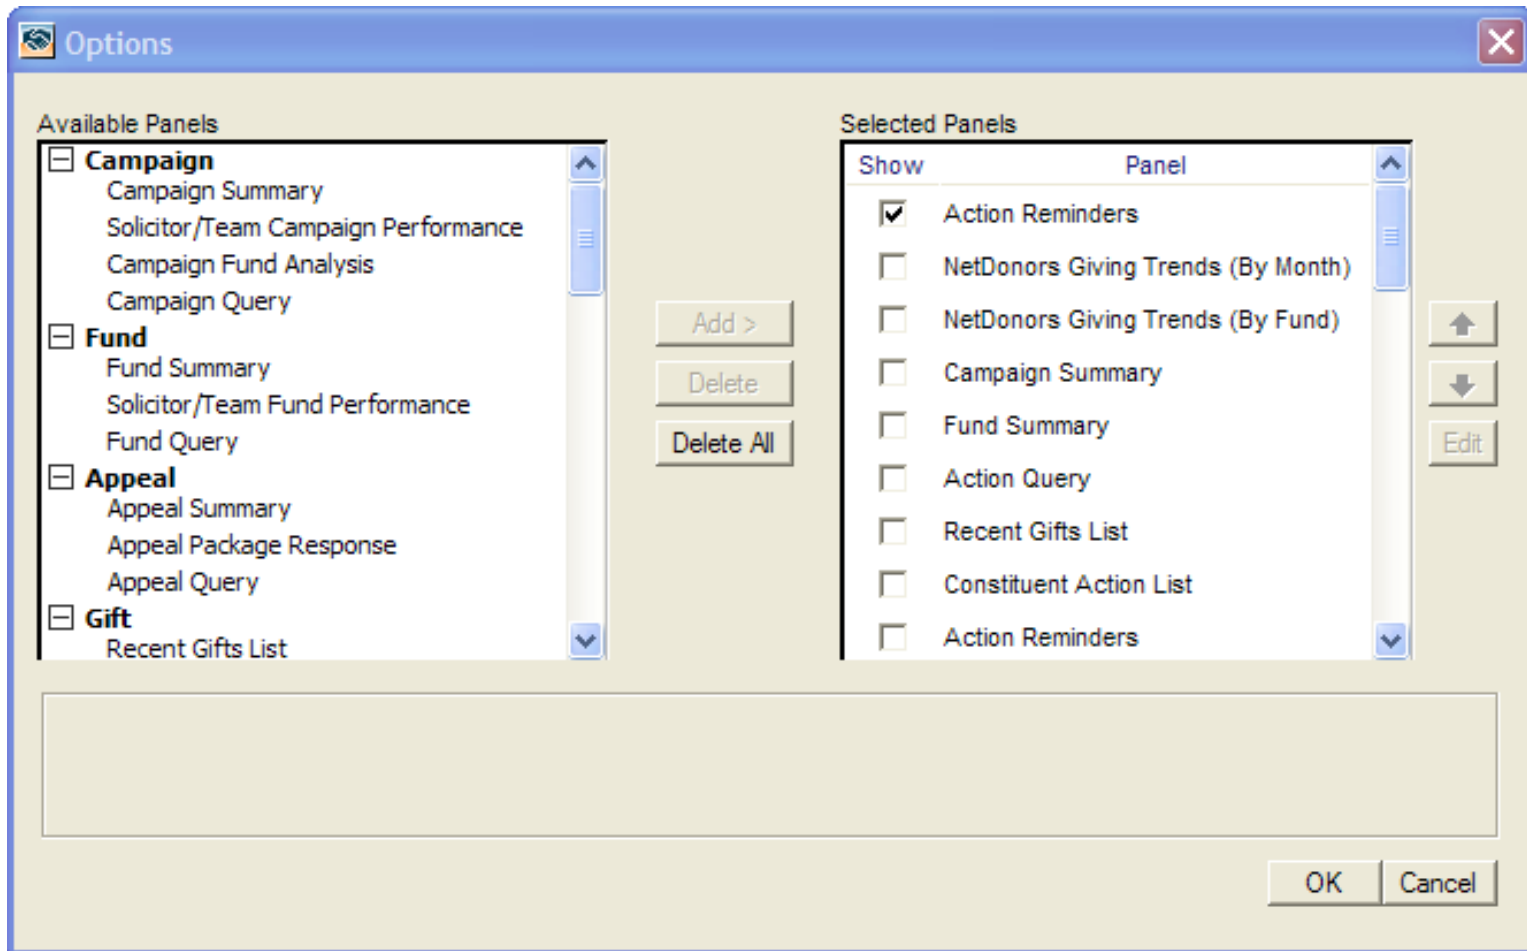 Options
Available Panels
Campaign
Campaign Summary
Solicitor/Team Campaign Performance
Campaign Fund Analysis
Campaign Query
Fund
Fund Summary
Solicitor/Team Fund Performance
Fund Query
Appeal
Appeal Summary
Appeal Package Response
Appeal Query
Gift
Recent Gifts List
Add >
Delete
Delete All
Selected Panels
Show Panel
Action Reminders
NetDonors Giving Trends (By Month)
NetDonors Giving Trends (By Fund)
Campaign Summary
Fund Summary
Action Query
Recent Gifts List
Constituent Action List
Action Reminders
Edit
OK Cancel